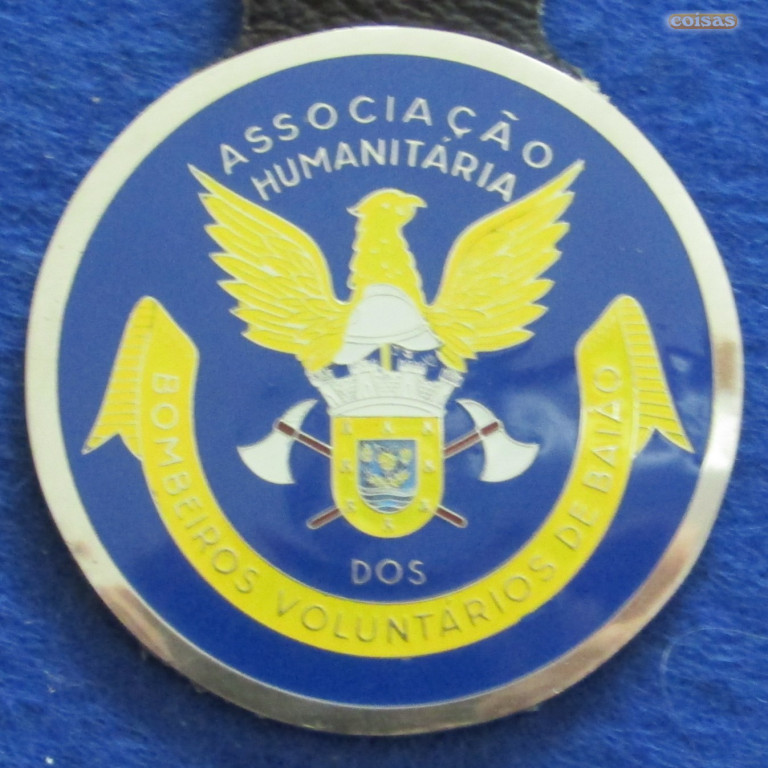 coisas
ASSOCIAÇÃO
HUMANITÁRIA
DOS
BOMBEIROS VOLUNTÁRIOS DE BAIÃO